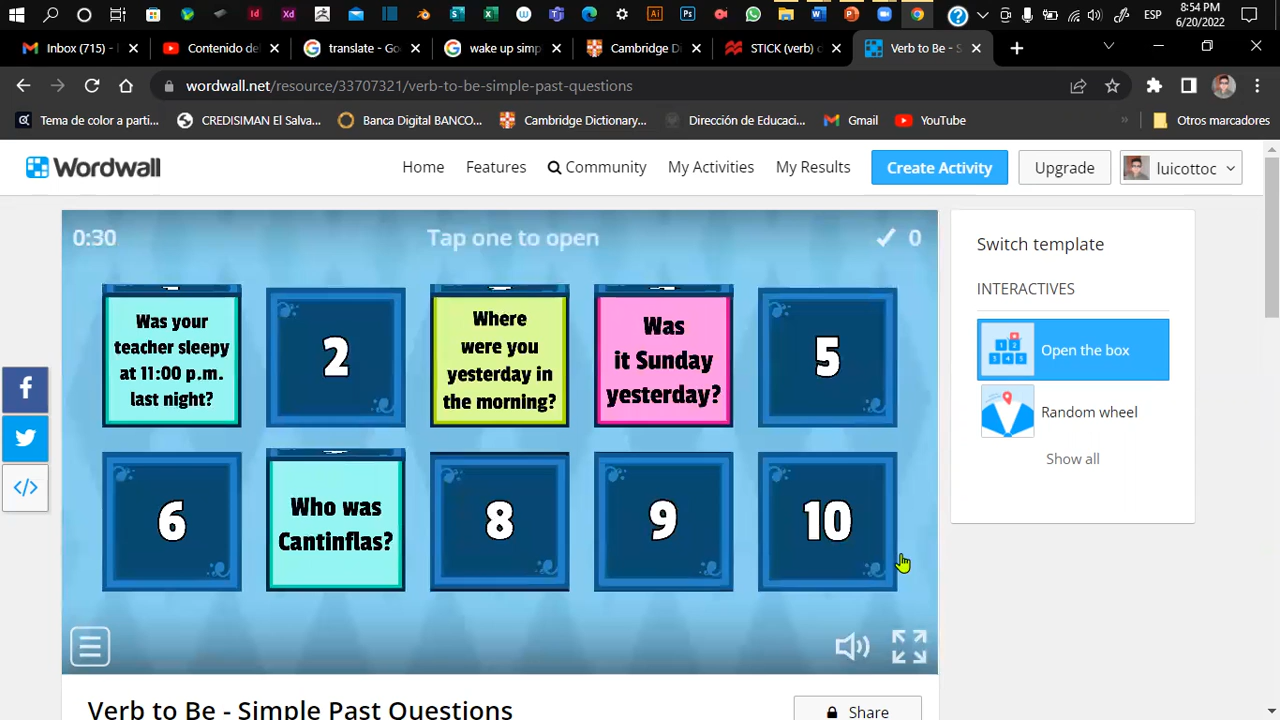 8:54 PM
ESP
6/20/2022
Inbox (715) -
Contenido de
translate - Go
wake up simp
Cambridge Di
STICK (verb) c
Verb to Be - S
wordwall.net/resource/33707321/verb-to-be-simple-past-questions
Tema de color a parti...
CREDISIMAN El Salva...
Banca Digital BANCO...
Cambridge Dictionary...
Dirección de Educaci...
Gmail
YouTube
»
Otros marcadores
Wordwall
Home
Features
Community
My Activities
My Results
Create Activity
Upgrade
luicottoc
0:30
Tap one to open
0
Was your
teacher sleepy
at 11:00 p.m.
last night?
2
Where
were you
yesterday in
the morning?
Was
it Sunday
yesterday?
5
6
Who was
Cantinflas?
8
9
10
Switch template
INTERACTIVES
Open the box
Random wheel
Show all
Verb to Be - Simple Past Questions
Share